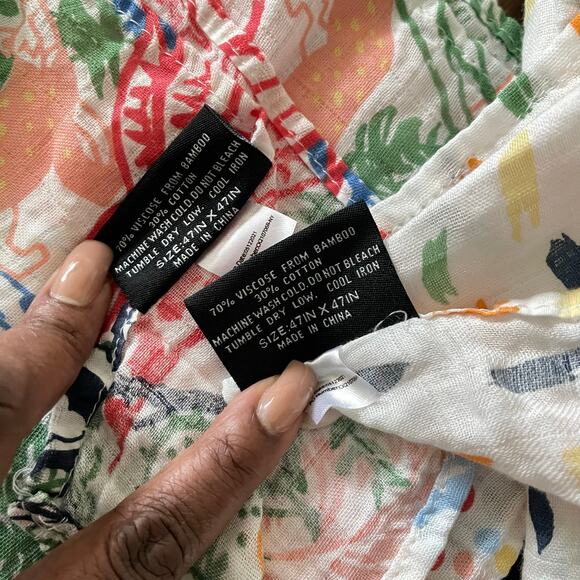 70% VISCOSE FROM BAMBOO
30% COTTON
MACHINE WASH COLD. DO NOT BLEACH
TUMBLE DRY LOW. COOL IRON
SIZE:47IN X 47IN
MADE IN CHINA
70% VISCOSE FROM BAMBOO
30% COTTON
MACHINE WASH COLD. DO NOT BLEACH
TUMBLE DRY LOW. COOL IRON
SIZE:47IN X 47IN
MADE IN CHINA